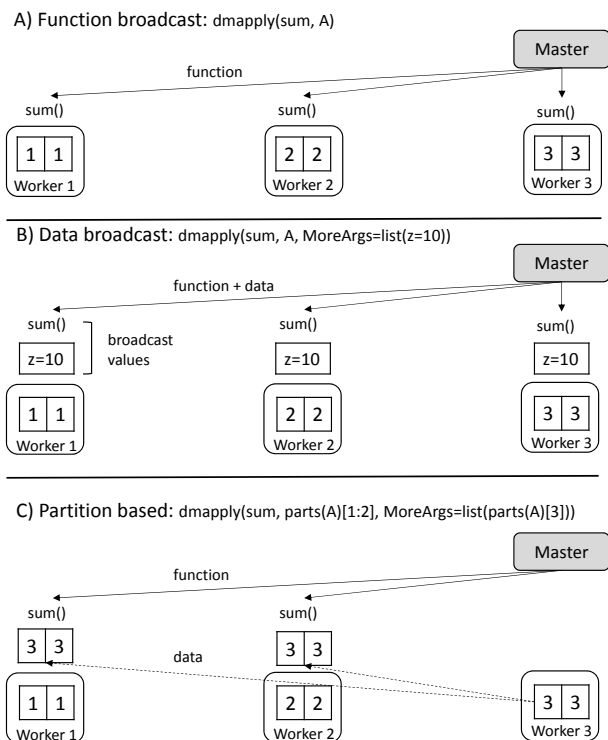 A) Function broadcast: dmapply(sum, A)
Master
function
sum() sum() sum()
1 1 2 2 3 3
Worker 1 Worker 2 Worker 3
B) Data broadcast: dmapply(sum, A, MoreArgs=list(z=10))
Master
function + data
sum() sum() sum()
broadcast
values
z=10 z=10 z=10
1 1 2 2 3 3
Worker 1 Worker 2 Worker 3
C) Partition based: dmapply(sum, parts(A)[1:2], MoreArgs=list(parts(A)[3]))
Master
function
sum() sum()
3 3 data 3 3
1 1 2 2 3 3
Worker 1 Worker 2 Worker 3